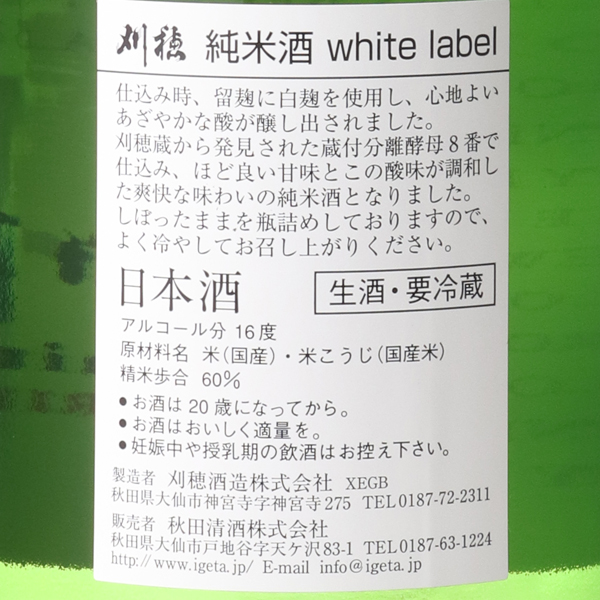 刈穂 純米酒 white label
仕込み時、留麹に白麹を使用し、心地よい
あざやかな酸が醸し出されました。
刈穂蔵から発見された蔵付分離酵母8番で
仕込み、ほど良い甘味とこの酸味が調和し
た爽快な味わいの純米酒となりました。
しぼったままを瓶詰めしておりますので、
よく冷やしてお召し上がりください。
日本酒 生酒・要冷蔵
アルコール分 16度
原材料名 米(国産)・米こうじ(国産米)
精米歩合 60%
●お酒は20歳になってから。
●お酒はおいしく適量を。
●妊娠中や授乳期の飲酒はお控え下さい。
製造者 刈穂酒造株式会社 XEGB
秋田県大仙市神宮寺字神宮寺275 TEL0187-72-2311
販売者 秋田清酒株式会社
秋田県大仙市戸地谷字天ケ沢83-1 TEL0187-63-1224
http://www.igeta.jp/ E-mail info@igeta.jp